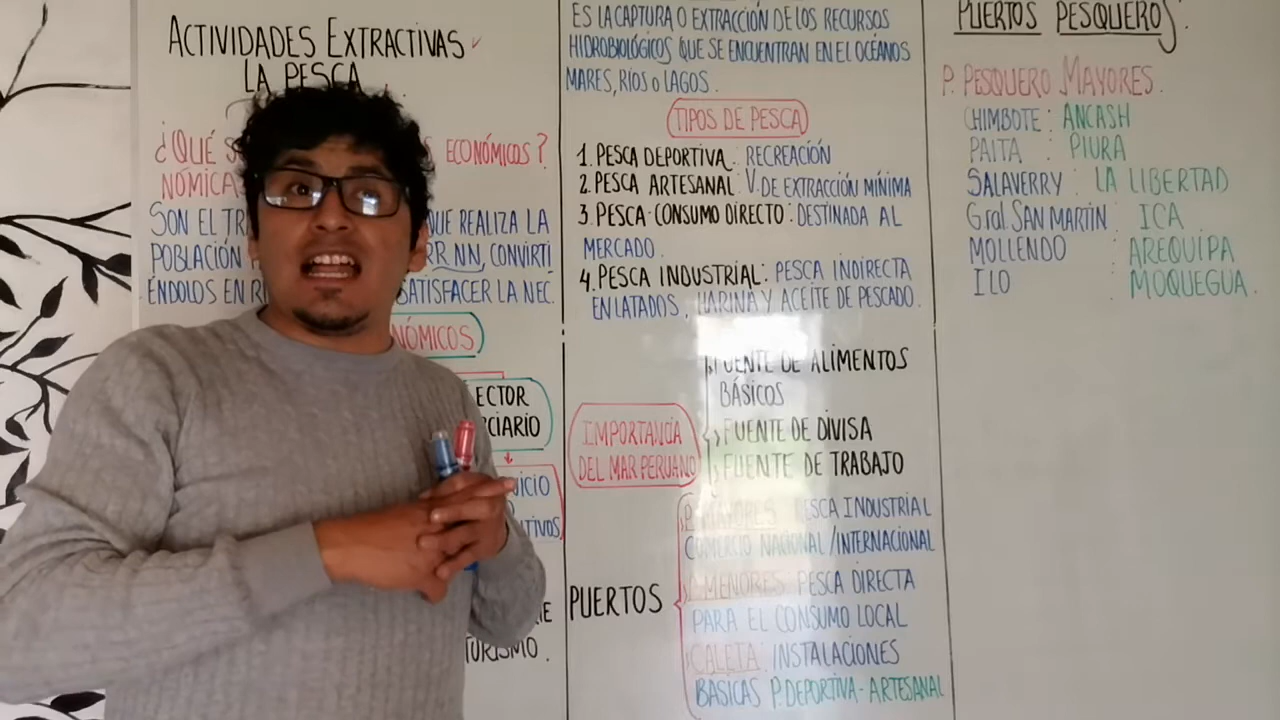 ACTIVIDADES EXTRACTIVAS
LA PESCA
¿QUÉ ECONÓMICOS?
SON EL QUE REALIZA LA
POBLACIÓN RR.NN, CONVIRTI
ÉNDOLOS EN SATISFACER LA NEC.
ECTOR
CIARIO
TURISMO.
ES LA CAPTURA O EXTRACCIÓN DE LOS RECURSOS
HIDROBIOLÓGICOS QUE SE ENCUENTRAN EN EL OCÉANOS
MARES, RÍOS O LAGOS.
TIPOS DE PESCA
1. PESCA DEPORTIVA: RECREACIÓN
2. PESCA ARTESANAL: V. DE EXTRACCIÓN MÍNIMA
3. PESCA-CONSUMO DIRECTO: DESTINADA AL
MERCADO.
4. PESCA INDUSTRIAL: PESCA INDIRECTA
ENLATADOS, HARINA Y ACEITE DE PESCADO.
IMPORTANCIA
DEL MAR PERUANO
FUENTE DE ALIMENTOS
BÁSICOS
FUENTE DE DIVISA
FUENTE DE TRABAJO
PUERTOS
P. MAYORES: PESCA INDUSTRIAL
COMERCIO NACIONAL/INTERNACIONAL
P. MENORES: PESCA DIRECTA
PARA EL CONSUMO LOCAL
CALETA: INSTALACIONES
BASICAS P. DEPORTIVA-ARTESANAL
PUERTOS PESQUEROS:
P. PESQUERO MAYORES.
CHIMBOTE: ANCASH
PAITA : PIURA
SALAVERRY: LA LIBERTAD
Gral. SAN MARTIN: ICA
MOLLENDO : AREQUIPA
ILO : MOQUEGUA.